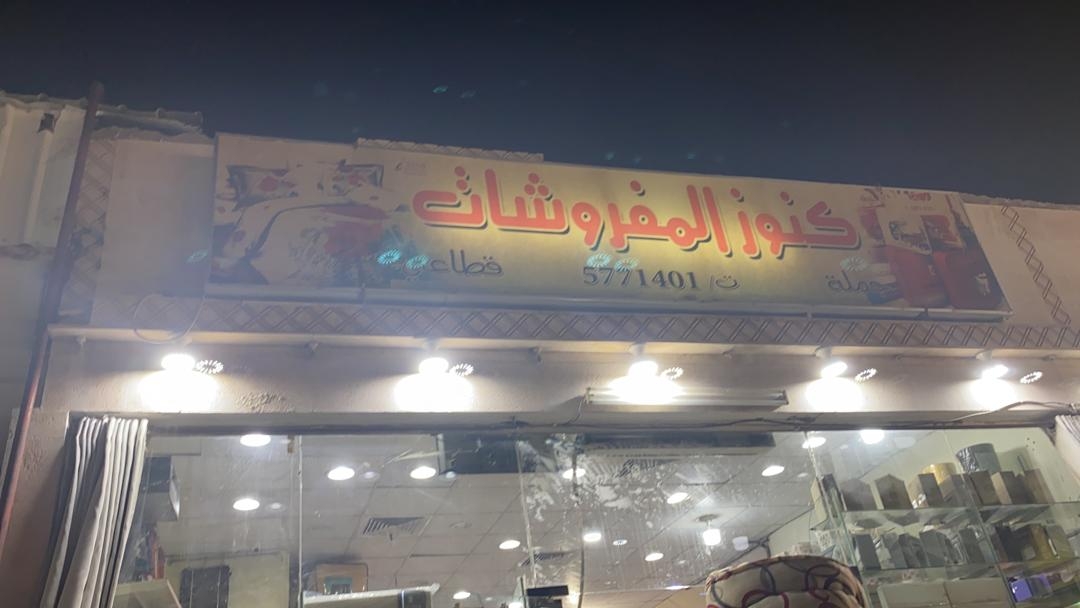 كنوز المفروشات
جملة ت/ 5771401 قطاعي